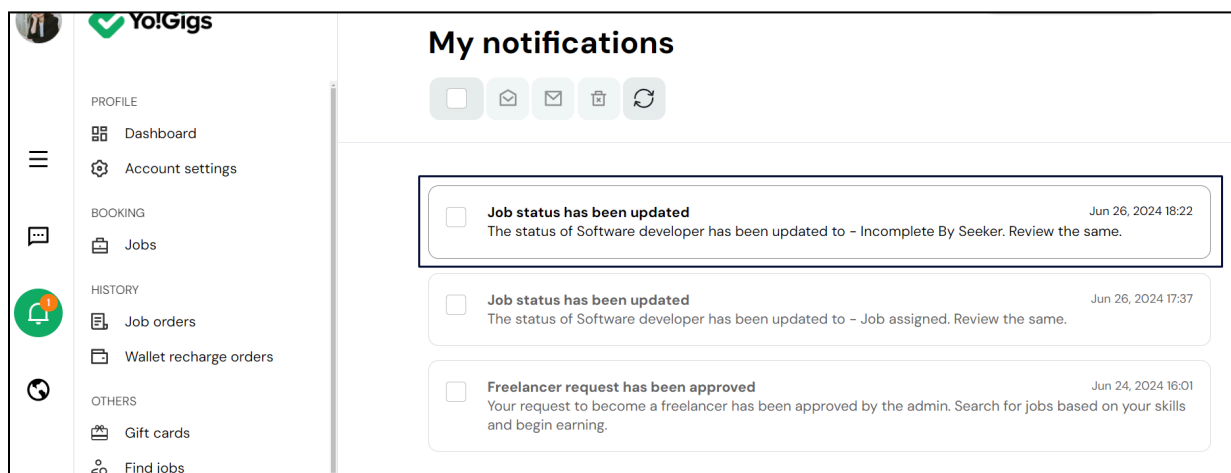 Yo!Gigs
My notifications
PROFILE
Dashboard
Account settings
BOOKING
Jobs
HISTORY
Job orders
Wallet recharge orders
OTHERS
Gift cards
Find jobs
1
Job status has been updated
Jun 26, 2024 18:22
The status of Software developer has been updated to - Incomplete By Seeker. Review the same.
Job status has been updated
Jun 26, 2024 17:37
The status of Software developer has been updated to - Job assigned. Review the same.
Freelancer request has been approved
Jun 24, 2024 16:01
Your request to become a freelancer has been approved by the admin. Search for jobs based on your skills
and begin earning.